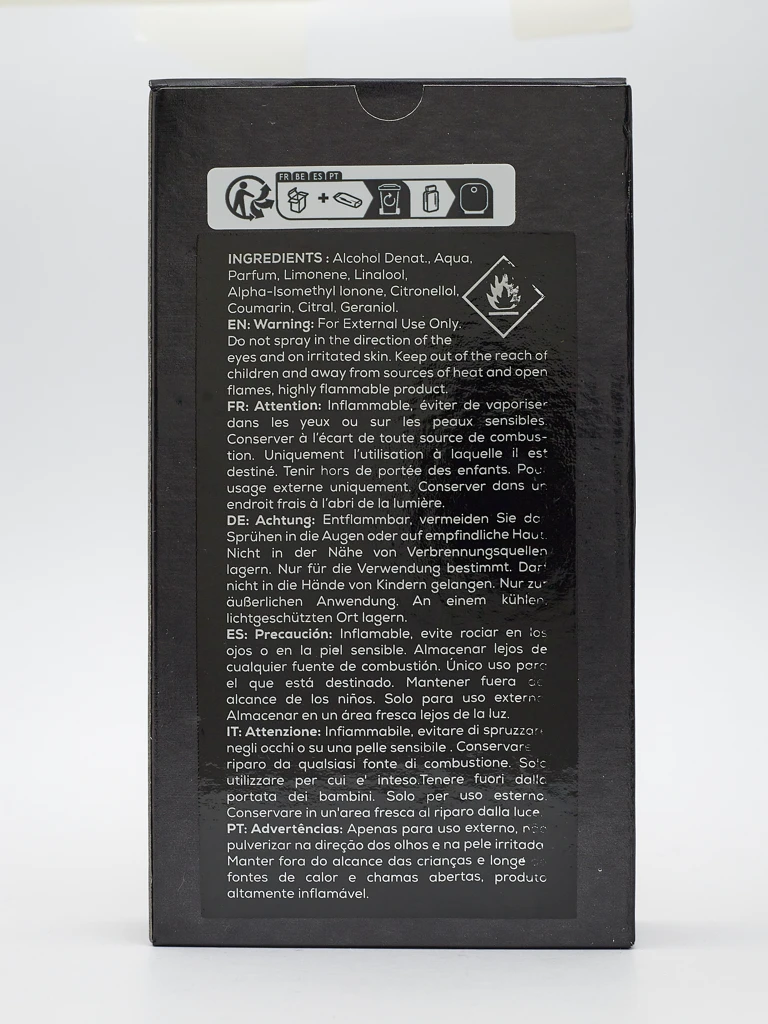 FR BE ES PT
INGREDIENTS : Alcohol Denat., Aqua,
Parfum, Limonene, Linalool,
Alpha-Isomethyl Ionone, Citronellol,
Coumarin, Citral, Geraniol.
EN: Warning: For External Use Only.
Do not spray in the direction of the
eyes and on irritated skin. Keep out of the reach of
children and away from sources of heat and open
flames, highly flammable product.
FR: Attention: Inflammable, éviter de vaporiser
dans les yeux ou sur les peaux sensibles.
Conserver à l'écart de toute source de combus-
tion. Uniquement l'utilisation à laquelle il est
destiné. Tenir hors de portée des enfants. Pour
usage externe uniquement. Conserver dans un
endroit frais à l'abri de la lumière.
DE: Achtung: Entflammbar, vermeiden Sie
Sprühen in die Augen oder auf empfindliche Haut.
Nicht in der Nähe von Verbrennungsquellen
lagern. Nur für die Verwendung bestimmt. Darf
nicht in die Hände von Kindern gelangen. Nur zur
äußerlichen Anwendung. An einem kühlen,
lichtgeschützten Ort lagern.
ES: Precaución: Inflamable, evite rociar en los
ojos o en la piel sensible. Almacenar lejos de
cualquier fuente de combustión. Único uso para
el que está destinado. Mantener fuera
alcance de los niños. Solo para uso externo.
Almacenar en un área fresca lejos de la luz.
IT: Attenzione: Infiammabile, evitare di spruzzare
negli occhi o su una pelle sensibile . Conservare
riparo da qualsiasi fonte di combustione. Solo
utilizzare per cui e' inteso.Tenere fuori dalla
portata dei bambini. Solo per uso esterno.
Conservare in un'area fresca al riparo dalla luce.
PT: Advertências: Apenas para uso externo, não
pulverizar na direção dos olhos e na pele irritada
Manter fora do alcance das crianças e longe
fontes de calor e chamas abertas, produto
altamente inflamável.